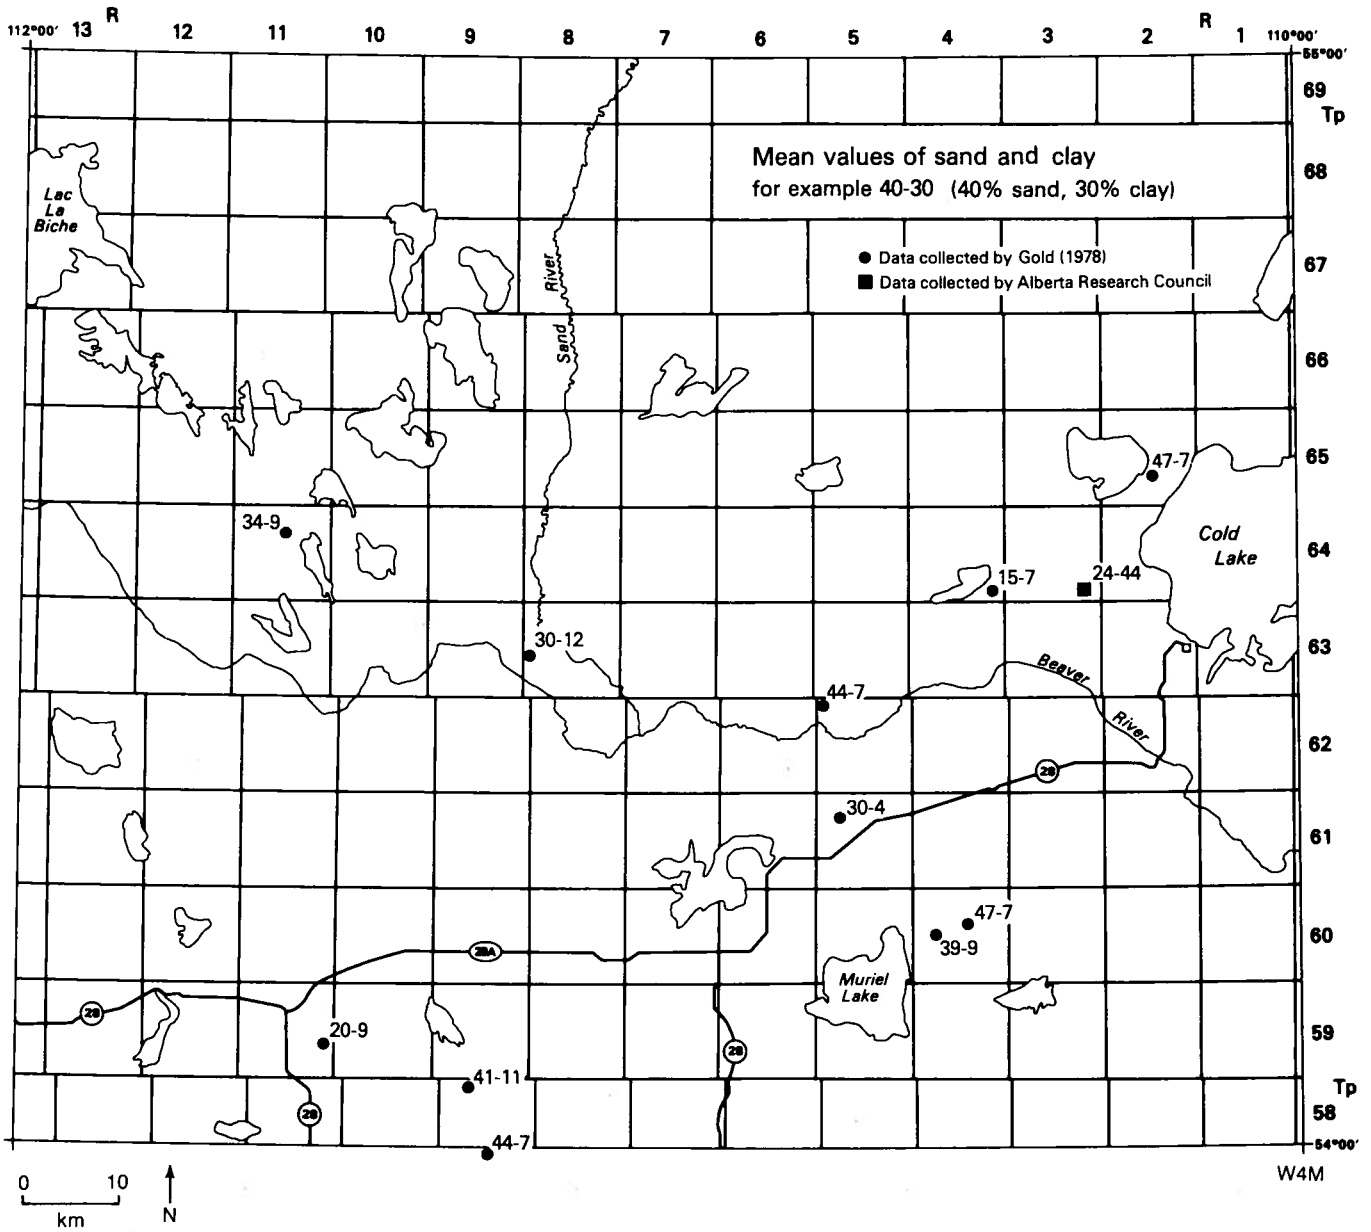 R R
112°00' 13 12 11 10 9 8 7 6 5 4 3 2 1 110°00'
55°00'
69
Tp
Mean values of sand and clay
for example 40-30 (40% sand, 30% clay)
68
Lac
La
Biche
● Data collected by Gold (1978)
■ Data collected by Alberta Research Council
67
Sand River
66
65
47-7
34-9
Cold
Lake
64
15-7
24-44
30-12
63
Beaver
River
44-7
62
28
30-4
61
47-7
39-9
60
28A
Muriel
Lake
28
20-9
59
28
41-11
Tp
28
58
44-7
54°00'
W4M
0 10
km
N